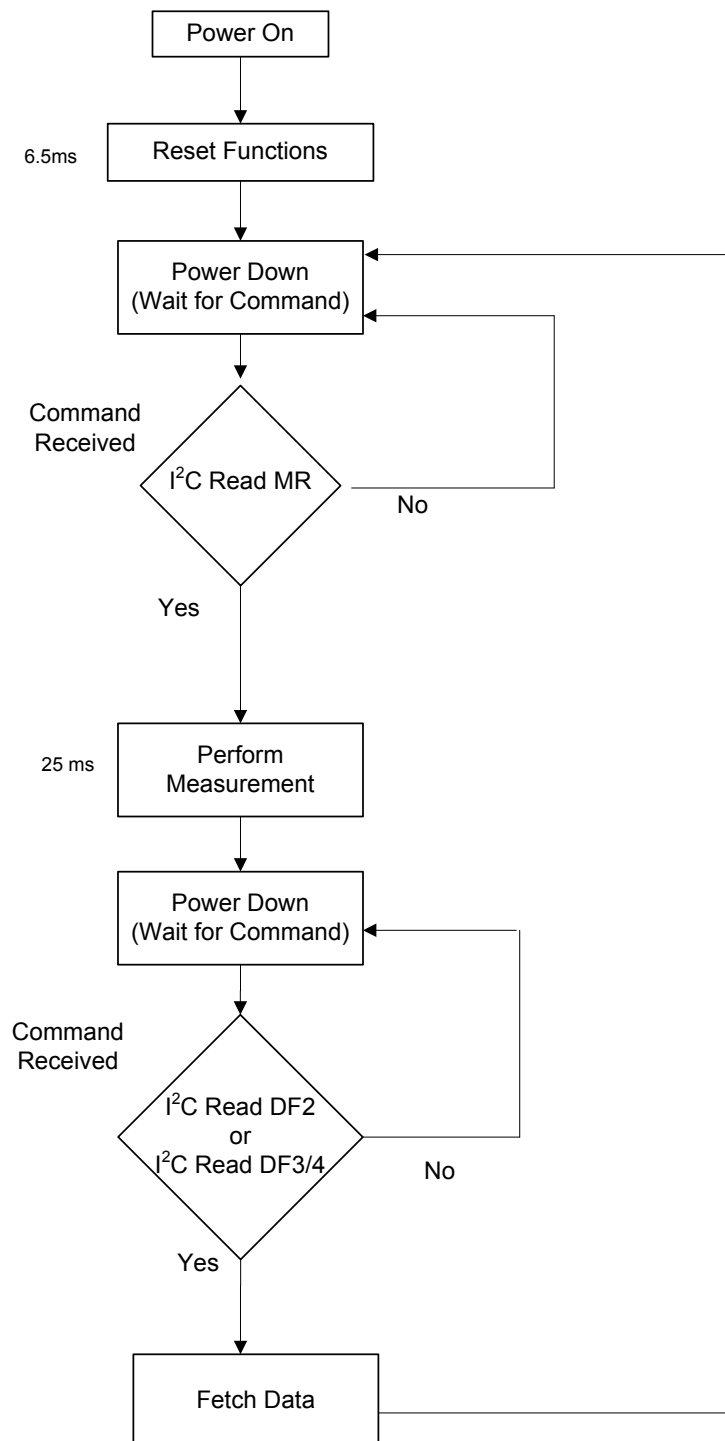 Power On
6.5ms
Reset Functions
Power Down
(Wait for Command)
Command
Received
I²C Read MR
No
Yes
25 ms
Perform
Measurement
Power Down
(Wait for Command)
Command
Received
I²C Read DF2
or
I²C Read DF3/4
No
Yes
Fetch Data